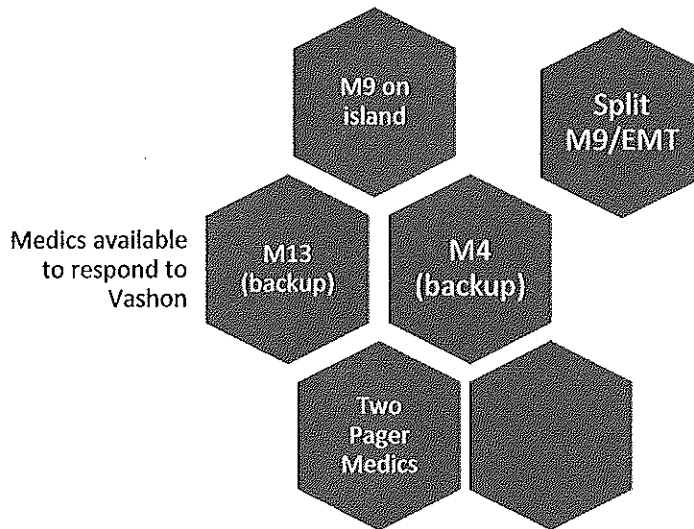 M9 on
island
Split
M9/EMT
Medics available
to respond to
Vashon
M13
(backup)
M4
(backup)
Two
Pager
Medics